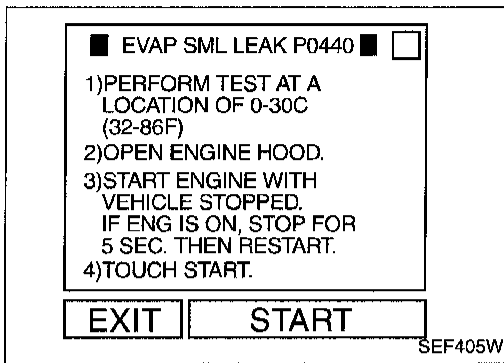 EVAP SML LEAK P0440
1)PERFORM TEST AT A
LOCATION OF 0-30C
(32-86F)
2)OPEN ENGINE HOOD.
3)START ENGINE WITH
VEHICLE STOPPED.
IF ENG IS ON, STOP FOR
5 SEC. THEN RESTART.
4)TOUCH START.
EXIT START
SEF405W